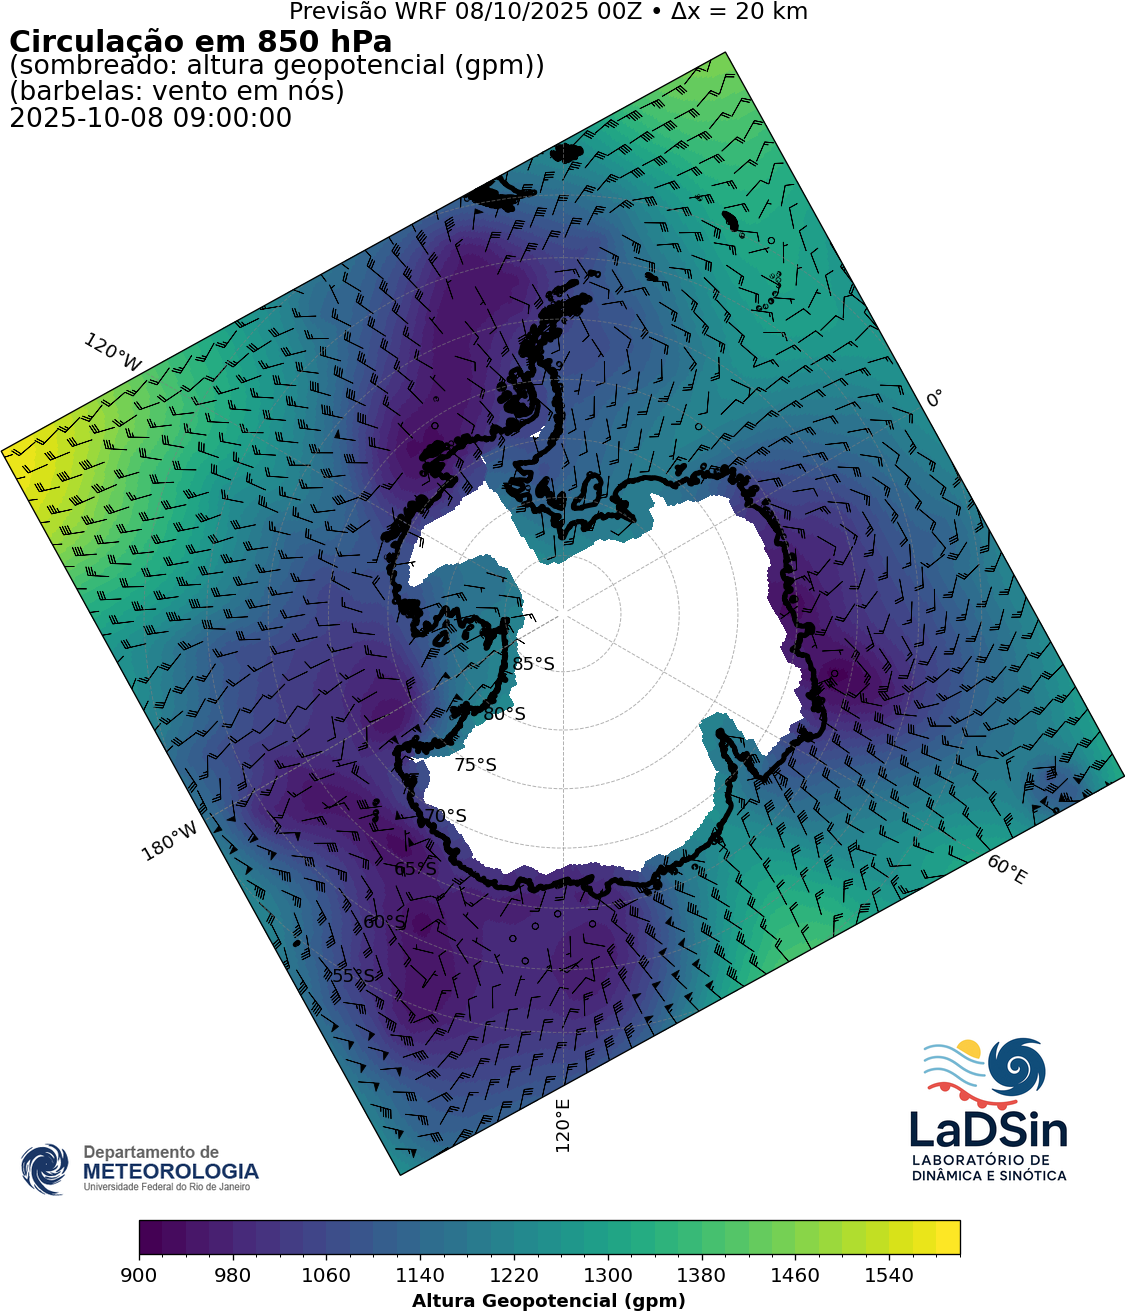 Previsão WRF 08/10/2025 00Z • Δx = 20 km
Circulação em 850 hPa
(sombreado: altura geopotencial (gpm))
(barbelas: vento em nós)
2025-10-08 09:00:00
120°W
0°
85°S
80°S
75°S
70°S
65°S
60°S
55°S
180°W
60°E
120°E
LaDSin
LABORATÓRIO DE
DINÂMICA E SINÓTICA
Departamento de
METEOROLOGIA
Universidade Federal do Rio de Janeiro
900 980 1060 1140 1220 1300 1380 1460 1540
Altura Geopotencial (gpm)